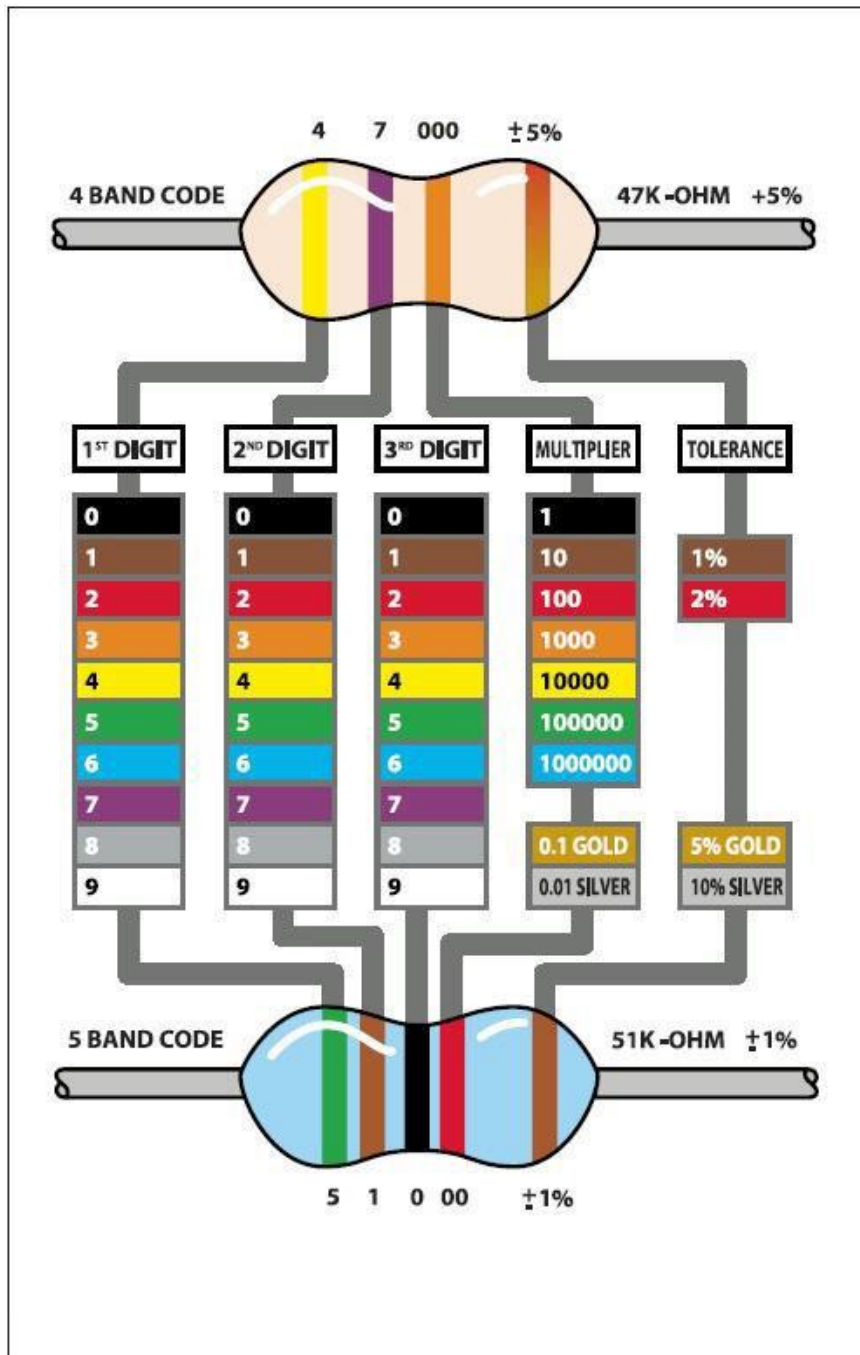 4 7 000 ±5%
4 BAND CODE 47K-OHM +5%
1ST DIGIT 2ND DIGIT 3RD DIGIT MULTIPLIER TOLERANCE
0 0 0 1
1 1 1 10 1%
2 2 2 100 2%
3 3 3 1000
4 4 4 10000
5 5 5 100000
6 6 6 1000000
7 7 7
8 8 8 0.1 GOLD 5% GOLD
9 9 9 0.01 SILVER 10% SILVER
5 BAND CODE 51K-OHM ±1%
5 1 0 00 ±1%